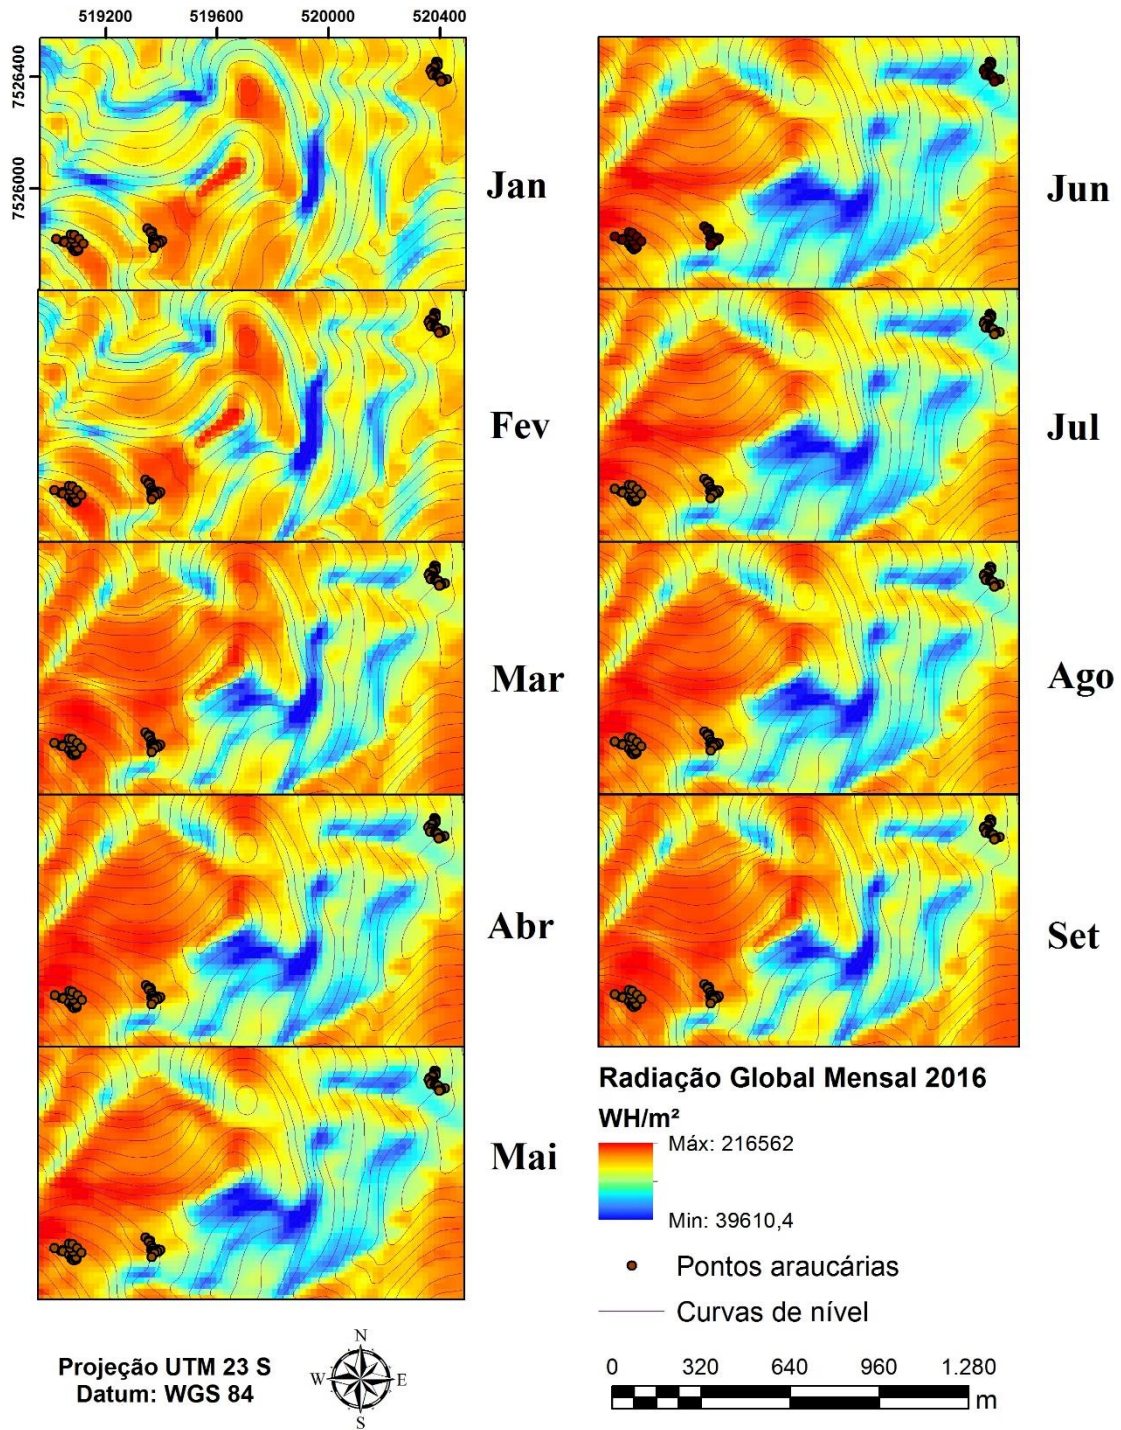 519200 519600 520000 520400
7526400
7526000
Jan
Fev
Mar
Abr
Mai
Jun
Jul
Ago
Set
Radiação Global Mensal 2016
WH/m²
Máx: 216562
Min: 39610,4
Pontos araucárias
Curvas de nível
Projeção UTM 23 S
Datum: WGS 84
N
W E
S
0 320 640 960 1.280
m